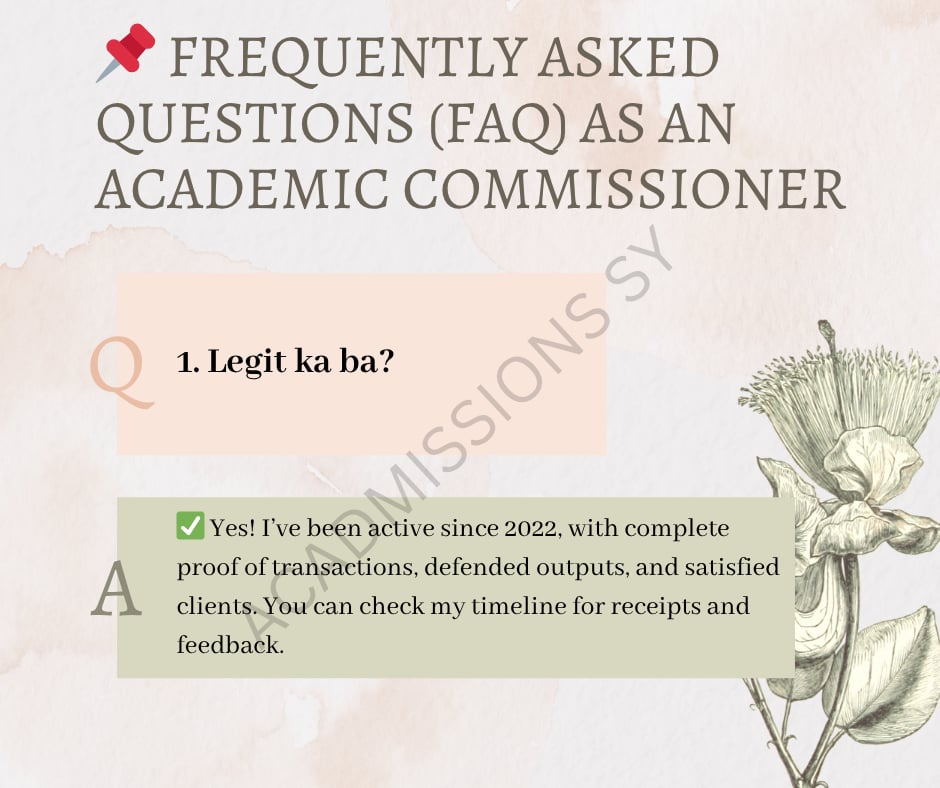 📌 FREQUENTLY ASKED
QUESTIONS (FAQ) AS AN
ACADEMIC COMMISSIONER
Q
1. Legit ka ba?
A
✅ Yes! I’ve been active since 2022, with complete
proof of transactions, defended outputs, and satisfied
clients. You can check my timeline for receipts and
feedback.
ACADMISSIONS SY